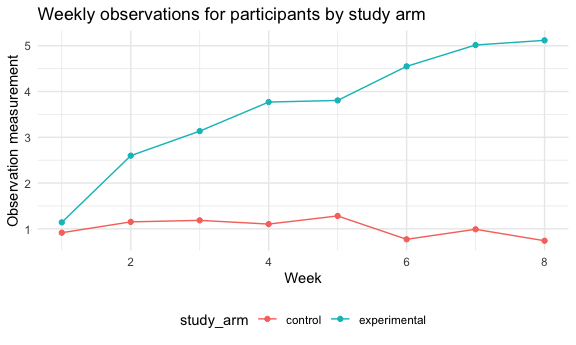 Weekly observations for participants by study arm
Observation measurement
5
4
3
2
1
2 4 6 8
Week
study_arm control experimental